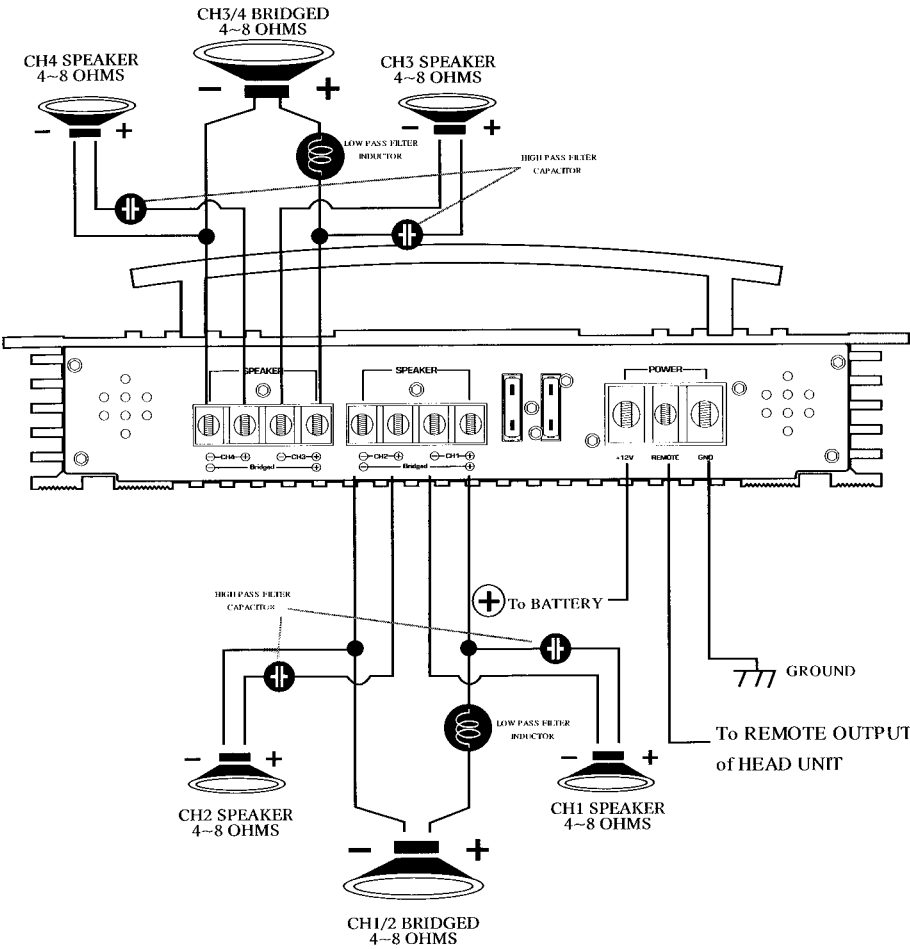 CH3/4 BRIDGED
4~8 OHMS
CH4 SPEAKER
4~8 OHMS
CH3 SPEAKER
4~8 OHMS
− +
− +
− +
LOW PASS FILTER
INDUCTOR
HIGH PASS FILTER
CAPACITOR
SPEAKER
SPEAKER
POWER
− CH4 + − CH3 +
− Bridged +
− CH2 + − CH1 +
− Bridged +
+12V REMOTE GND
HIGH PASS FILTER
CAPACITOR
+ To BATTERY
GROUND
LOW PASS FILTER
INDUCTOR
To REMOTE OUTPUT
of HEAD UNIT
− +
− +
CH2 SPEAKER
4~8 OHMS
CH1 SPEAKER
4~8 OHMS
− +
CH1/2 BRIDGED
4~8 OHMS